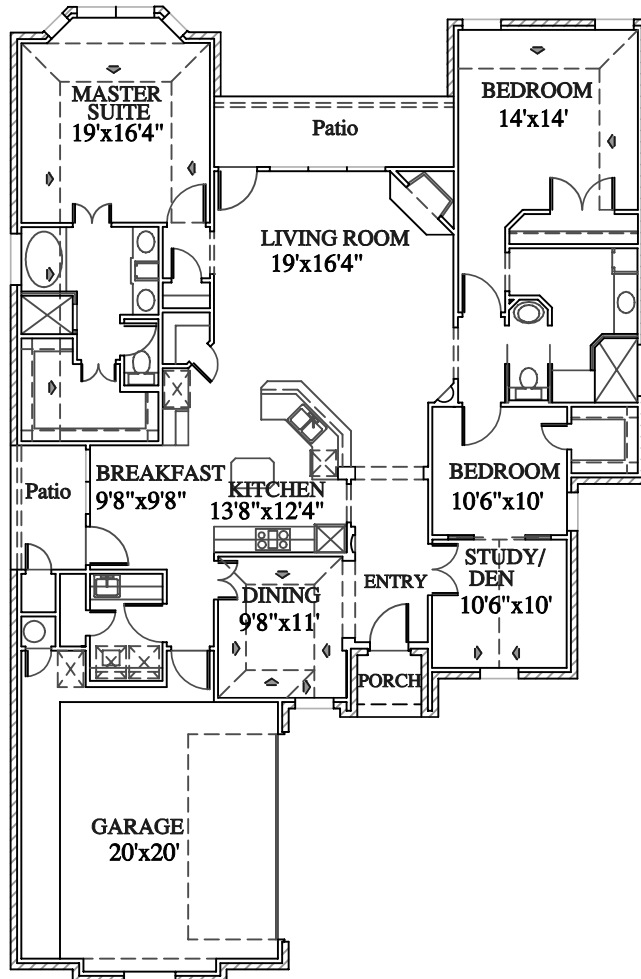 MASTER
SUITE
19'x16'4"
BEDROOM
14'x14'
Patio
LIVING ROOM
19'x16'4"
Patio
BREAKFAST
9'8"x9'8"
KITCHEN
13'8"x12'4"
BEDROOM
10'6"x10'
DINING
9'8"x11'
ENTRY
STUDY/
DEN
10'6"x10'
PORCH
GARAGE
20'x20'